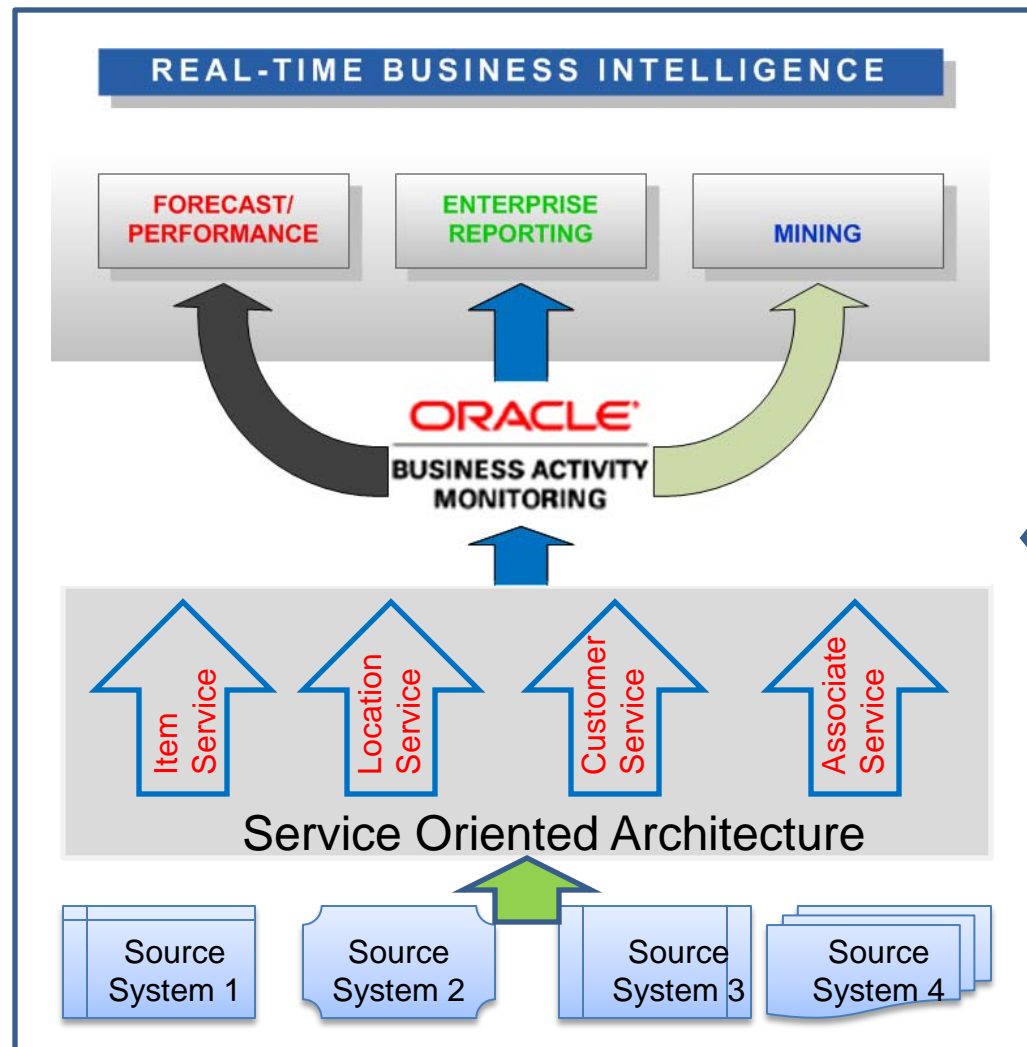 REAL-TIME BUSINESS INTELLIGENCE
FORECAST/
PERFORMANCE
ENTERPRISE
REPORTING
MINING
ORACLE
BUSINESS ACTIVITY
MONITORING
Item
Service
Location
Service
Customer
Service
Associate
Service
Service Oriented Architecture
Source
System 1
Source
System 2
Source
System 3
Source
System 4